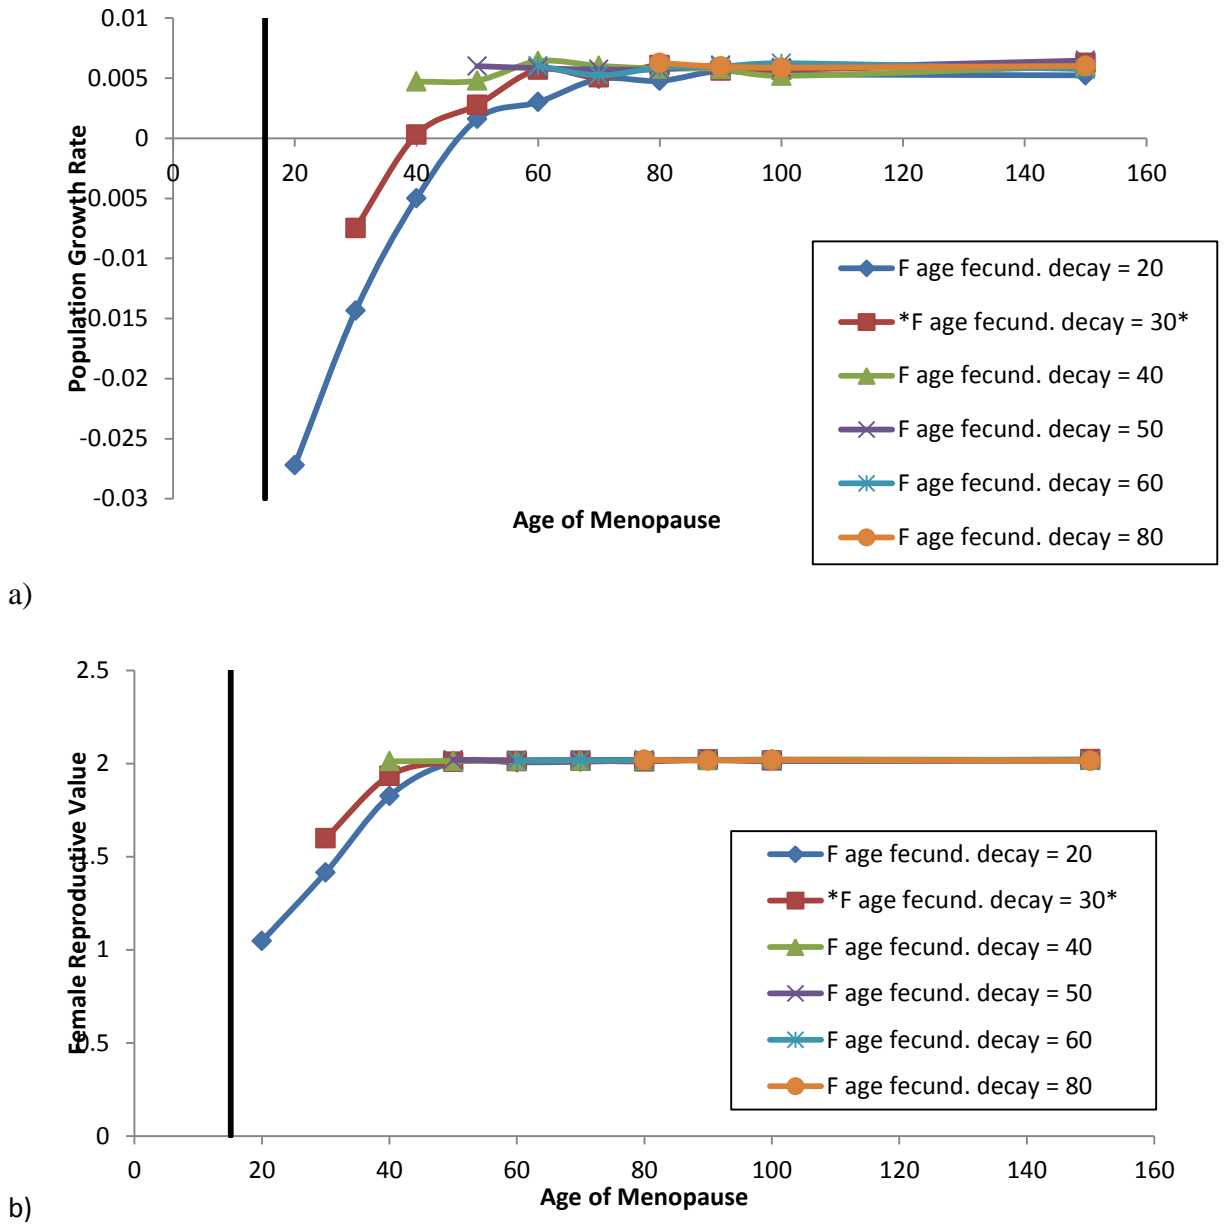 0.01
0.005
0
-0.005
-0.01
-0.015
-0.02
-0.025
-0.03
0 20 40 60 80 100 120 140 160
Population Growth Rate
Age of Menopause
F age fecund. decay = 20
*F age fecund. decay = 30*
F age fecund. decay = 40
F age fecund. decay = 50
F age fecund. decay = 60
F age fecund. decay = 80
a)
2.5
2
1.5
1
0.5
0
0 20 40 60 80 100 120 140 160
Female Reproductive Value
Age of Menopause
F age fecund. decay = 20
*F age fecund. decay = 30*
F age fecund. decay = 40
F age fecund. decay = 50
F age fecund. decay = 60
F age fecund. decay = 80
b)